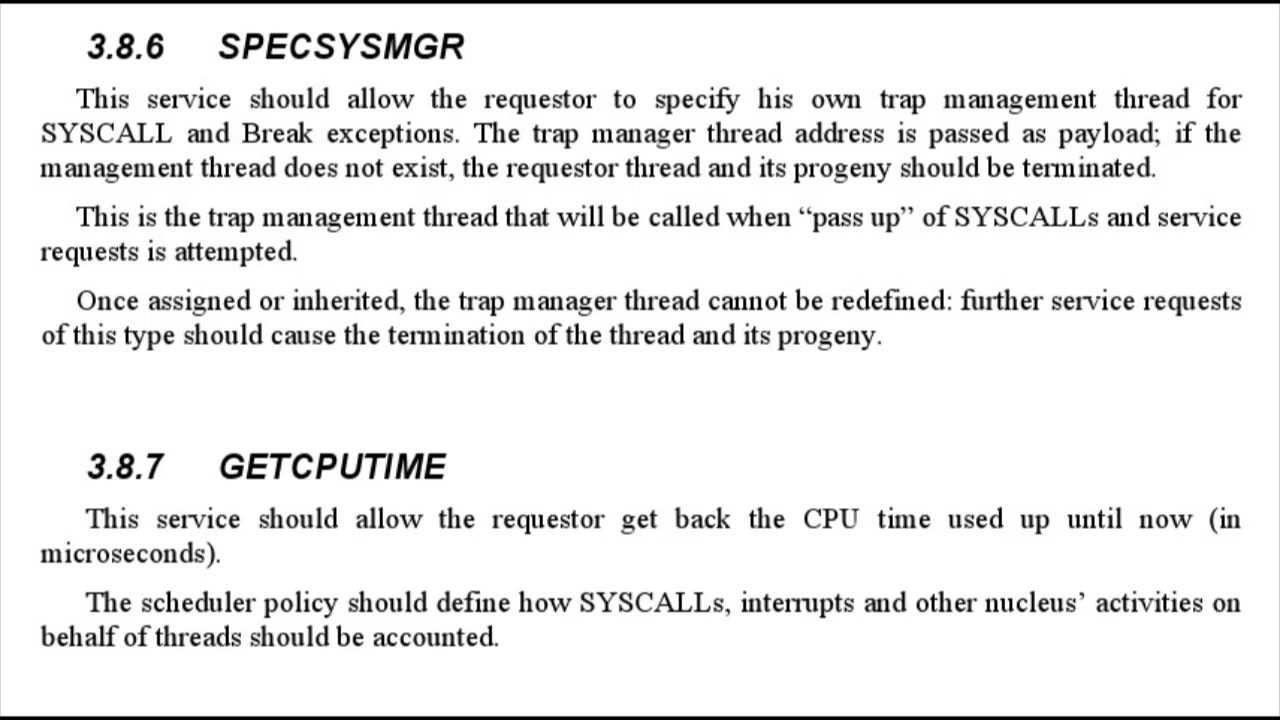 3.8.6 SPECSYSMGR
This service should allow the requestor to specify his own trap management thread for
SYSCALL and Break exceptions. The trap manager thread address is passed as payload; if the
management thread does not exist, the requestor thread and its progeny should be terminated.
This is the trap management thread that will be called when “pass up” of SYSCALLs and service
requests is attempted.
Once assigned or inherited, the trap manager thread cannot be redefined: further service requests
of this type should cause the termination of the thread and its progeny.
3.8.7 GETCPUTIME
This service should allow the requestor get back the CPU time used up until now (in
microseconds).
The scheduler policy should define how SYSCALLs, interrupts and other nucleus’ activities on
behalf of threads should be accounted.